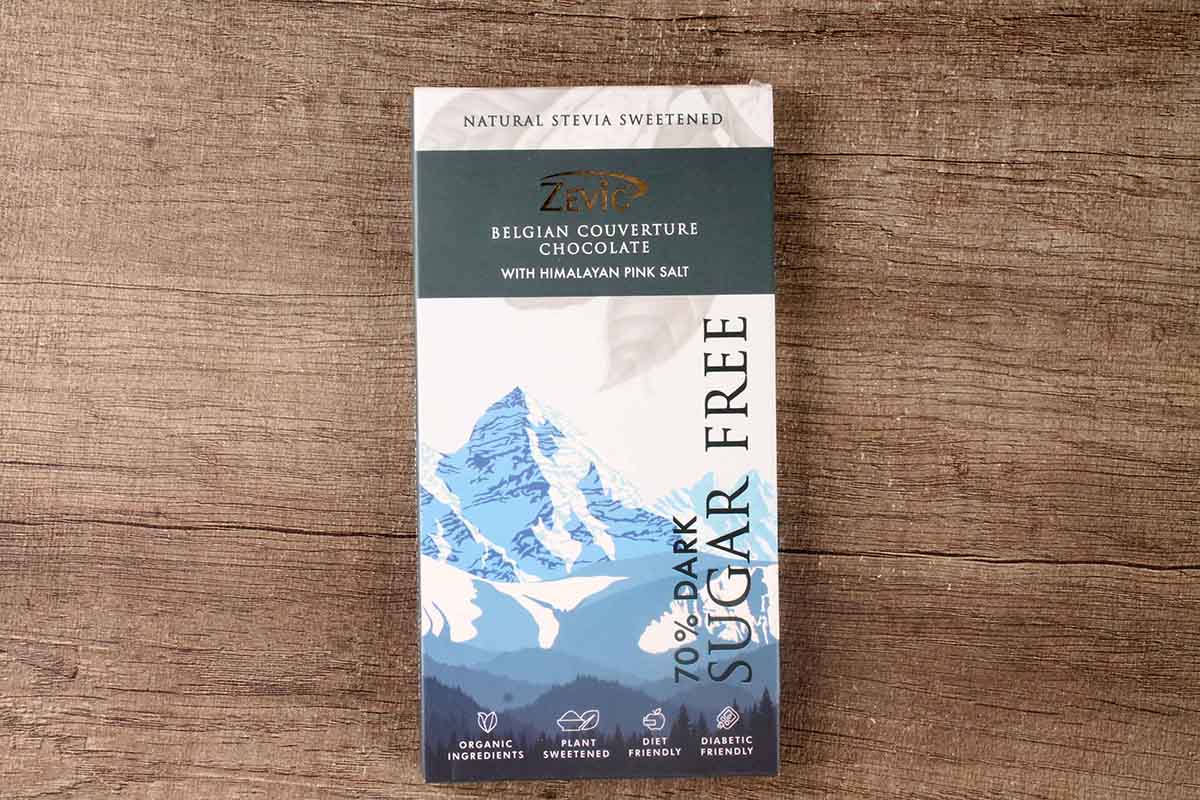 NATURAL STEVIA SWEETENED
ZEVIC
BELGIAN COUVERTURE
CHOCOLATE
WITH HIMALAYAN PINK SALT
70% DARK
SUGAR FREE
ORGANIC
INGREDIENTS
PLANT
SWEETENED
DIET
FRIENDLY
DIABETIC
FRIENDLY